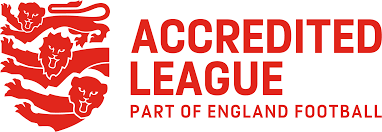 ACCREDITED
LEAGUE
PART OF ENGLAND FOOTBALL